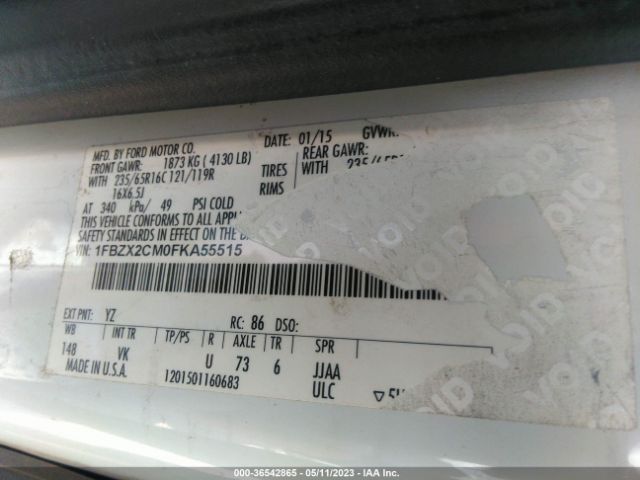 MFD. BY FORD MOTOR CO.
DATE: 01/15 GVWR:
FRONT GAWR: 1873 KG ( 4130 LB) REAR GAWR:
WITH 235/65R16C 121/119R TIRES WITH
16X6.5J RIMS
AT 340 kPa/ 49 PSI COLD
THIS VEHICLE CONFORMS TO ALL APPL
SAFETY STANDARDS IN EFFECT ON THE D
VIN: 1FBZX2CM0FKA55515
EXT PNT: YZ RC: 86 DSO:
WB INT TR TP/PS R AXLE TR SPR
148 VK U 73 6 JJAA
MADE IN U.S.A. 1201501160683 ULC
VOID VOID VOID VOID
000-36542865 - 05/11/2023 - IAA Inc.